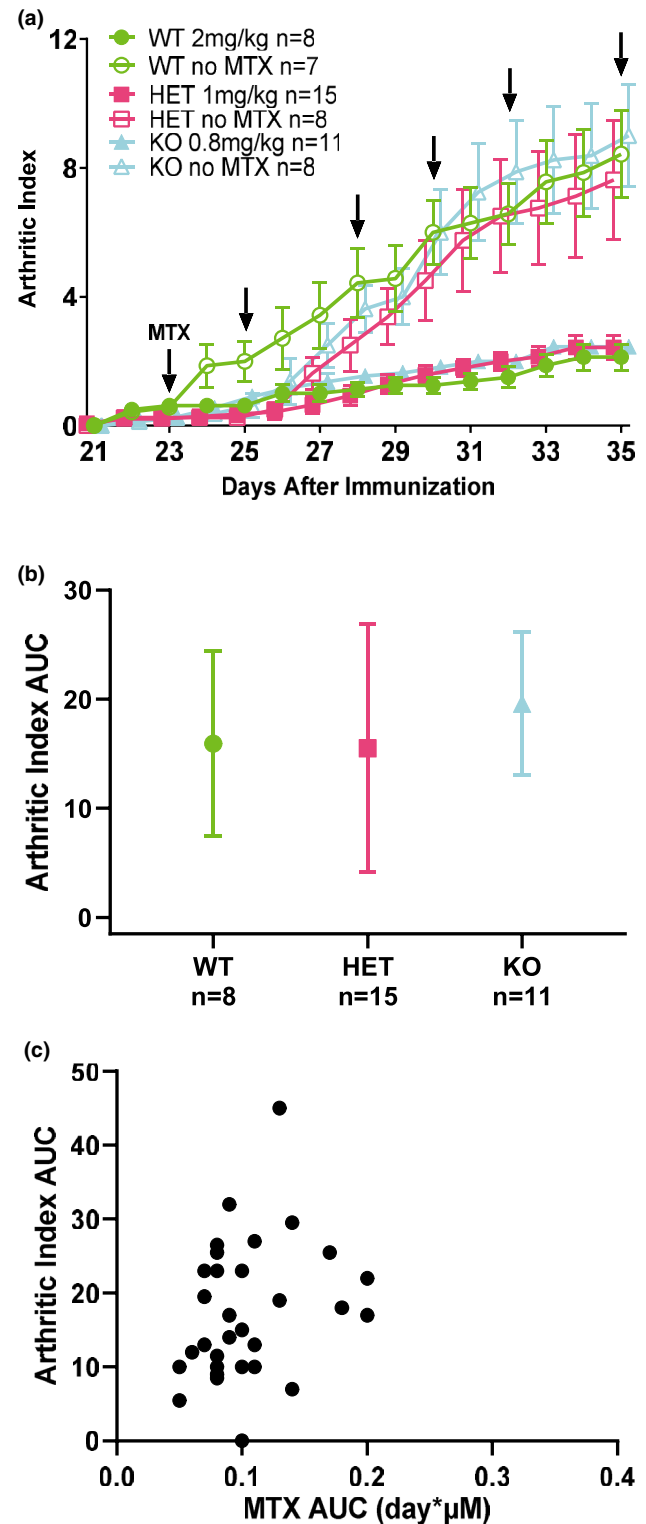 (a)
12
8
4
0
Arthritic Index
WT 2mg/kg n=8
WT no MTX n=7
HET 1mg/kg n=15
HET no MTX n=8
KO 0.8mg/kg n=11
KO no MTX n=8
MTX
21 23 25 27 29 31 33 35
Days After Immunization
(b)
30
20
10
0
Arthritic Index AUC
WT HET KO
n=8 n=15 n=11
(c)
50
40
30
20
10
0
Arthritic Index AUC
0.0 0.1 0.2 0.3 0.4
MTX AUC (day*µM)